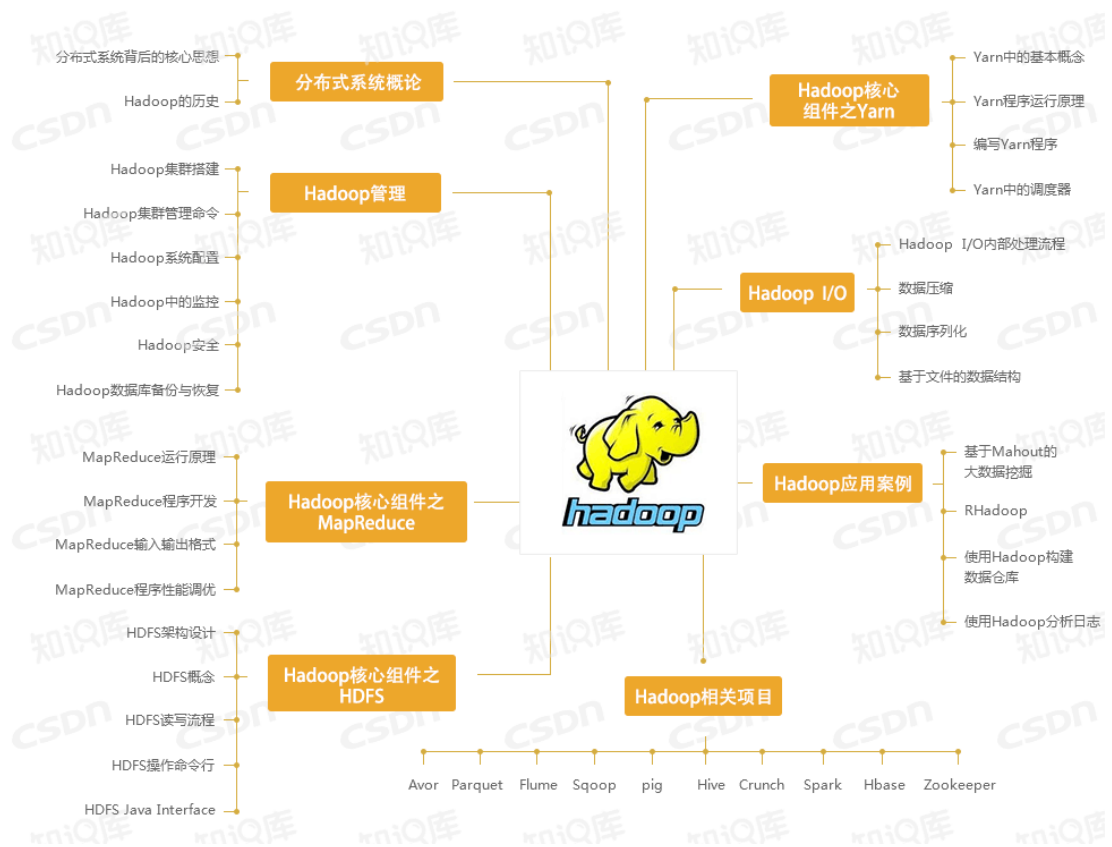 分布式系统概论
分布式系统背后的核心思想
Hadoop的历史
Hadoop管理
Hadoop集群搭建
Hadoop集群管理命令
Hadoop系统配置
Hadoop中的监控
Hadoop安全
Hadoop数据库备份与恢复
Hadoop核心组件之
MapReduce
MapReduce运行原理
MapReduce程序开发
MapReduce输入输出格式
MapReduce程序性能调优
Hadoop核心组件之
HDFS
HDFS架构设计
HDFS概念
HDFS读写流程
HDFS操作命令行
HDFS Java Interface
Hadoop核心
组件之Yarn
Yarn中的基本概念
Yarn程序运行原理
编写Yarn程序
Yarn中的调度器
Hadoop I/O
Hadoop I/O内部处理流程
数据压缩
数据序列化
基于文件的数据结构
hadoop
Hadoop应用案例
基于Mahout的
大数据挖掘
RHadoop
使用Hadoop构建
数据仓库
使用Hadoop分析日志
Hadoop相关项目
Avor
Parquet
Flume
Sqoop
pig
Hive
Crunch
Spark
Hbase
Zookeeper
知识库
CSDN